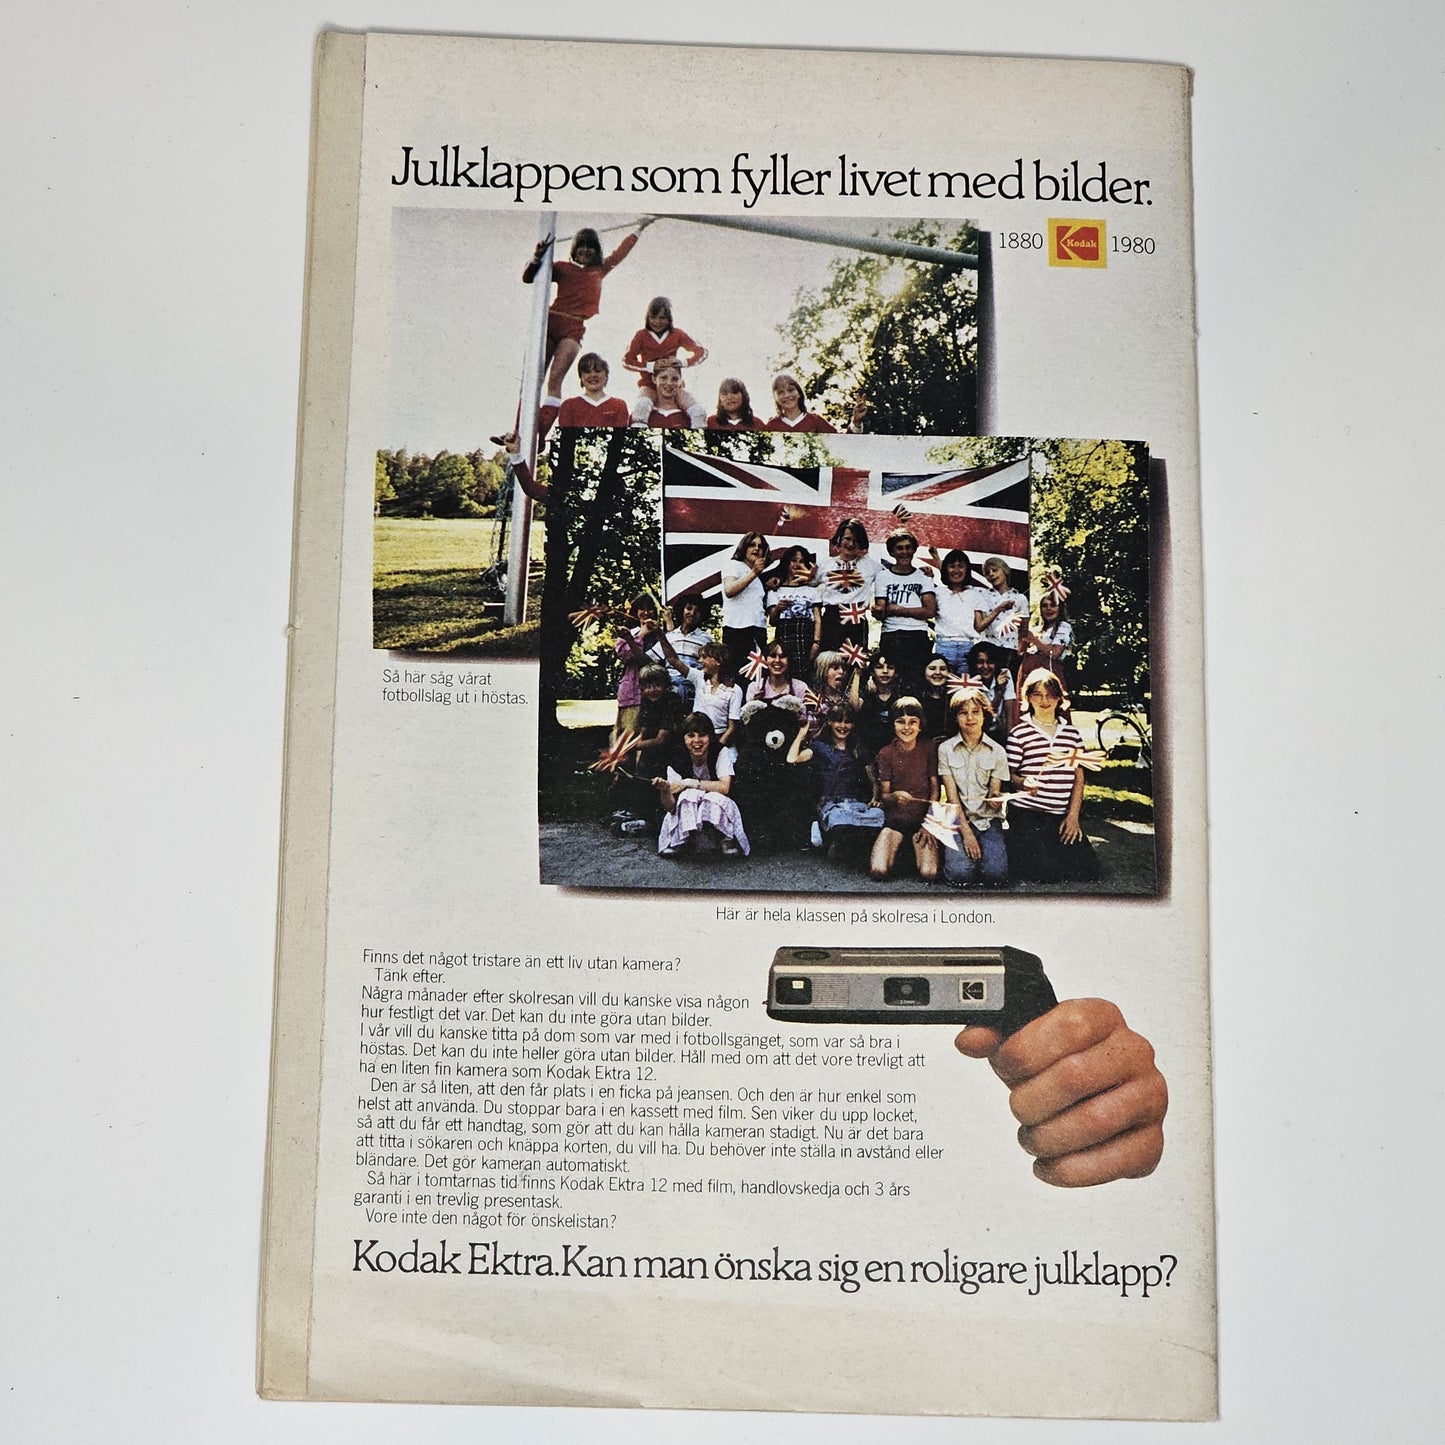 Julklappen som fyller livet med bilder.
1880 Kodak 1980
NEW YORK
CITY
Så här såg vårat
fotbollslag ut i höstas.
Här är hela klassen på skolresa i London.
Finns det något tristare än ett liv utan kamera?
Tänk efter.
Några månader efter skolresan vill du kanske visa någon
hur festligt det var. Det kan du inte göra utan bilder.
I vår vill du kanske titta på dom som var med i fotbollsgänget, som var så bra i
höstas. Det kan du inte heller göra utan bilder. Håll med om att det vore trevligt att
ha en liten fin kamera som Kodak Ektra 12.
Den är så liten, att den får plats i en ficka på jeansen. Och den är hur enkel som
helst att använda. Du stoppar bara i en kassett med film. Sen viker du upp locket,
så att du får ett handtag, som gör att du kan hålla kameran stadigt. Nu är det bara
att titta i sökaren och knäppa korten, du vill ha. Du behöver inte ställa in avstånd eller
bländare. Det gör kameran automatiskt.
Så här i tomtarnas tid finns Kodak Ektra 12 med film, handlovskedja och 3 års
garanti i en trevlig presentask.
Vore inte den något för önskelistan?
Kodak Ektra. Kan man önska sig en roligare julklapp?